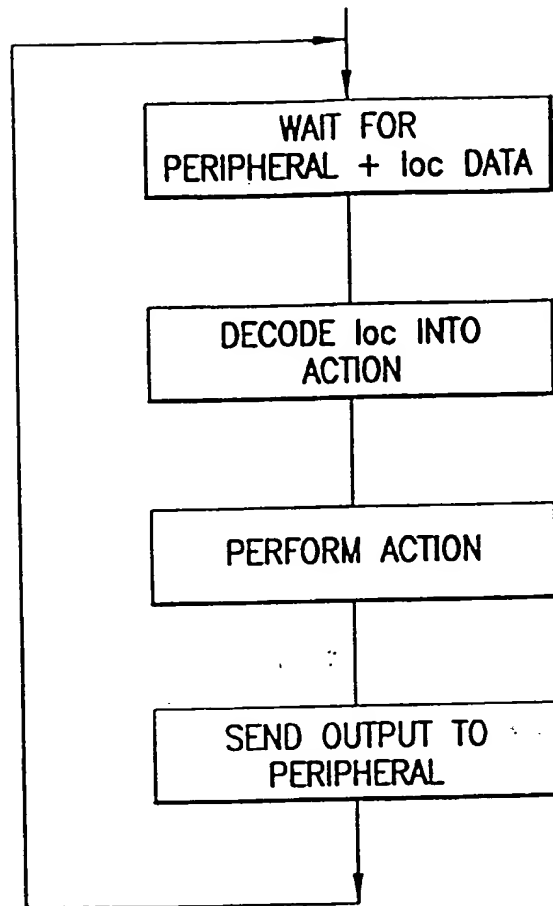 WAIT FOR
PERIPHERAL + loc DATA
DECODE loc INTO
ACTION
PERFORM ACTION
SEND OUTPUT TO
PERIPHERAL